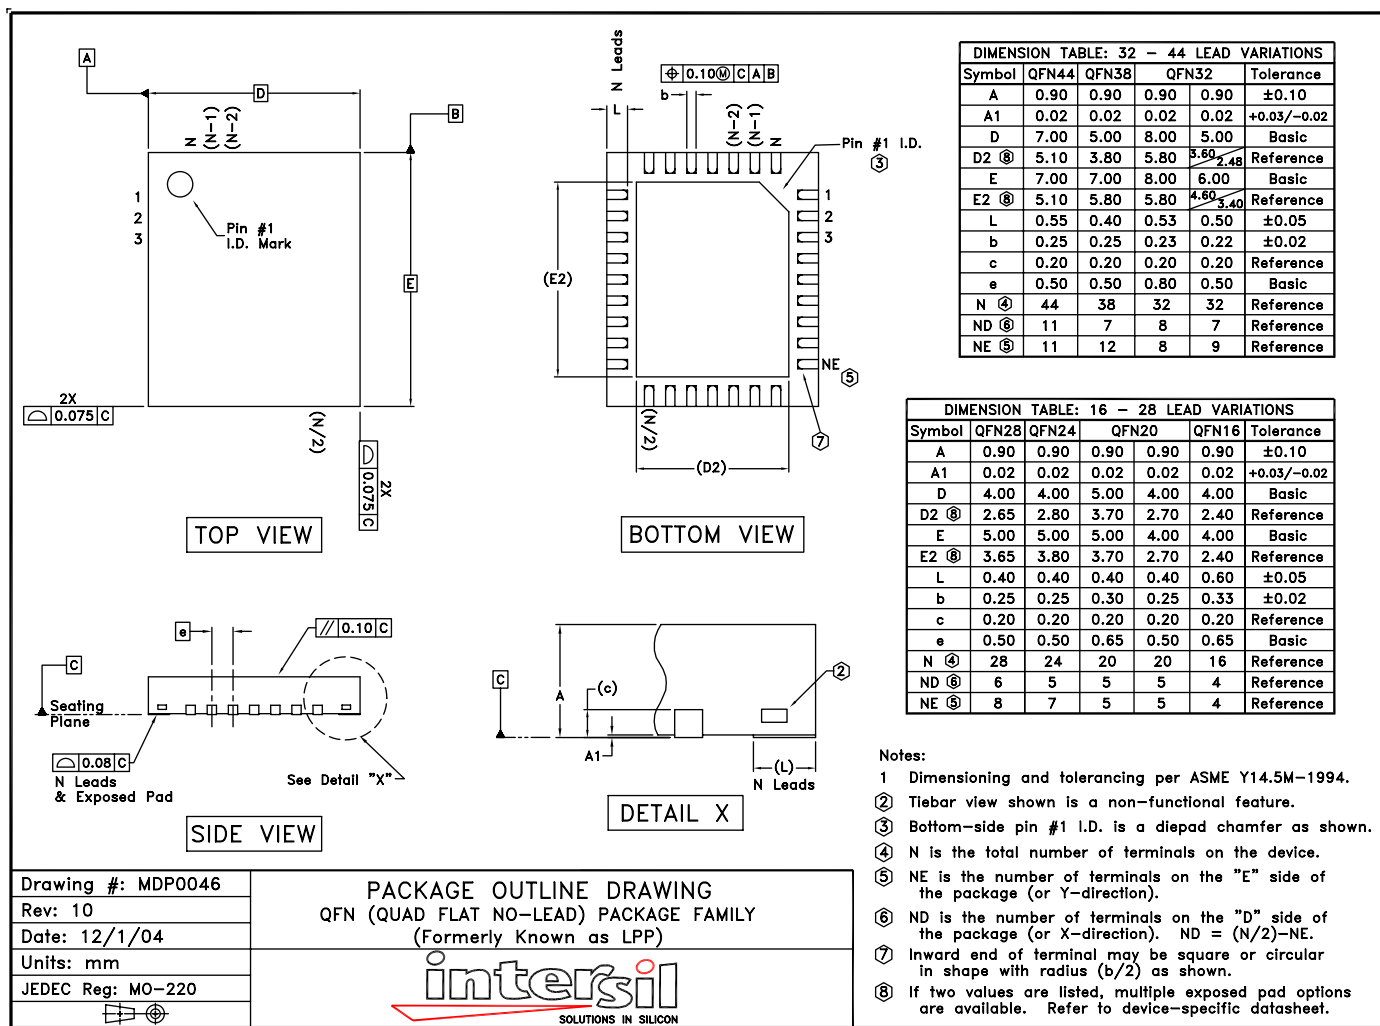 A
D
B
N
(N-1)
(N-2)
1
2
3
Pin #1
I.D. Mark
E
2X
⌓ 0.075 C
(N/2)
2X
⌓ 0.075 C
TOP VIEW
N Leads
L
⌖ 0.10Ⓜ C A B
b
(N-2)
(N-1)
N
Pin #1 I.D.
3
1
2
3
(E2)
NE
5
7
(N/2)
(D2)
BOTTOM VIEW
e
// 0.10 C
C
Seating
Plane
⌓ 0.08 C
N Leads
& Exposed Pad
See Detail "X"
SIDE VIEW
C
A
(c)
A1
2
(L)
N Leads
DETAIL X
DIMENSION TABLE: 32 - 44 LEAD VARIATIONS
Symbol QFN44 QFN38 QFN32 Tolerance
A 0.90 0.90 0.90 0.90 ±0.10
A1 0.02 0.02 0.02 0.02 +0.03/-0.02
D 7.00 5.00 8.00 5.00 Basic
D2 8 5.10 3.80 5.80 3.60/2.48 Reference
E 7.00 7.00 8.00 6.00 Basic
E2 8 5.10 5.80 5.80 4.60/3.40 Reference
L 0.55 0.40 0.53 0.50 ±0.05
b 0.25 0.25 0.23 0.22 ±0.02
c 0.20 0.20 0.20 0.20 Reference
e 0.50 0.50 0.80 0.50 Basic
N 4 44 38 32 32 Reference
ND 6 11 7 8 7 Reference
NE 5 11 12 8 9 Reference
DIMENSION TABLE: 16 - 28 LEAD VARIATIONS
Symbol QFN28 QFN24 QFN20 QFN16 Tolerance
A 0.90 0.90 0.90 0.90 0.90 ±0.10
A1 0.02 0.02 0.02 0.02 0.02 +0.03/-0.02
D 4.00 4.00 5.00 4.00 4.00 Basic
D2 8 2.65 2.80 3.70 2.70 2.40 Reference
E 5.00 5.00 5.00 4.00 4.00 Basic
E2 8 3.65 3.80 3.70 2.70 2.40 Reference
L 0.40 0.40 0.40 0.40 0.60 ±0.05
b 0.25 0.25 0.30 0.25 0.33 ±0.02
c 0.20 0.20 0.20 0.20 0.20 Reference
e 0.50 0.50 0.65 0.50 0.65 Basic
N 4 28 24 20 20 16 Reference
ND 6 6 5 5 5 4 Reference
NE 5 8 7 5 5 4 Reference
Notes:
1 Dimensioning and tolerancing per ASME Y14.5M-1994.
2 Tiebar view shown is a non-functional feature.
3 Bottom-side pin #1 I.D. is a diepad chamfer as shown.
4 N is the total number of terminals on the device.
5 NE is the number of terminals on the "E" side of
the package (or Y-direction).
6 ND is the number of terminals on the "D" side of
the package (or X-direction). ND = (N/2)-NE.
7 Inward end of terminal may be square or circular
in shape with radius (b/2) as shown.
8 If two values are listed, multiple exposed pad options
are available. Refer to device-specific datasheet.
Drawing #: MDP0046
Rev: 10
Date: 12/1/04
Units: mm
JEDEC Reg: MO-220
PACKAGE OUTLINE DRAWING
QFN (QUAD FLAT NO-LEAD) PACKAGE FAMILY
(Formerly Known as LPP)
intersil
SOLUTIONS IN SILICON